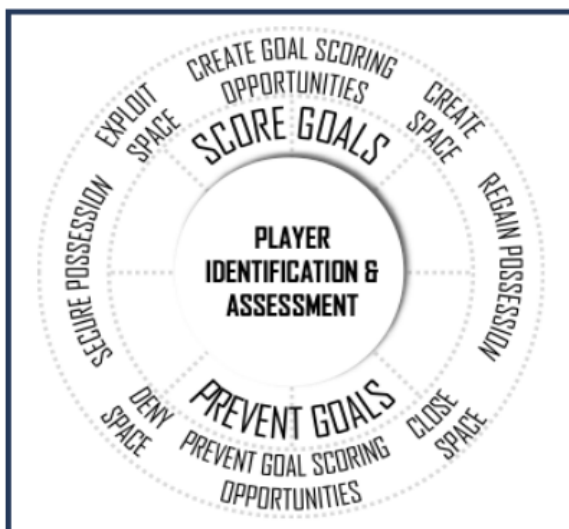 CREATE GOAL SCORING
OPPORTUNITIES
EXPLOIT
SPACE
CREATE
SPACE
SCORE GOALS
SECURE POSSESSION
REGAIN POSSESSION
PLAYER
IDENTIFICATION &
ASSESSMENT
PREVENT GOALS
DENY
SPACE
CLOSE
SPACE
PREVENT GOAL SCORING
OPPORTUNITIES